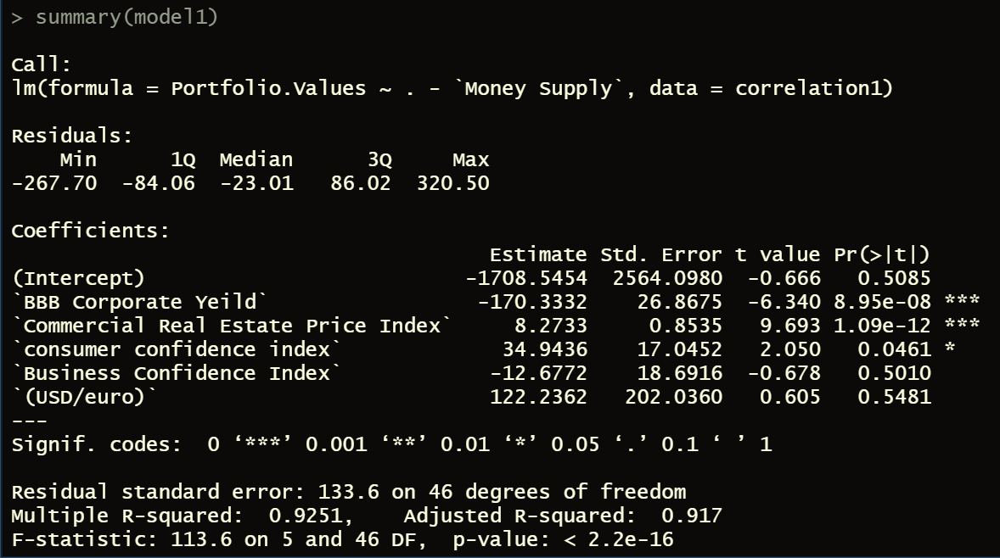 > summary(model1)
Call:
lm(formula = Portfolio.Values ~ . - `Money Supply`, data = correlation1)
Residuals:
    Min      1Q  Median      3Q     Max
-267.70  -84.06  -23.01   86.02  320.50
Coefficients:
                                       Estimate Std. Error t value Pr(>|t|)
(Intercept)                          -1708.5454  2564.0980  -0.666   0.5085
`BBB Corporate Yeild`                 -170.3332    26.8675  -6.340 8.95e-08 ***
`Commercial Real Estate Price Index`     8.2733     0.8535   9.693 1.09e-12 ***
`consumer confidence index`             34.9436    17.0452   2.050   0.0461 *
`Business Confidence Index`            -12.6772    18.6916  -0.678   0.5010
`(USD/euro)`                           122.2362   202.0360   0.605   0.5481
---
Signif. codes:  0 ‘***’ 0.001 ‘**’ 0.01 ‘*’ 0.05 ‘.’ 0.1 ‘ ’ 1
Residual standard error: 133.6 on 46 degrees of freedom
Multiple R-squared:  0.9251,    Adjusted R-squared:  0.917
F-statistic: 113.6 on 5 and 46 DF,  p-value: < 2.2e-16